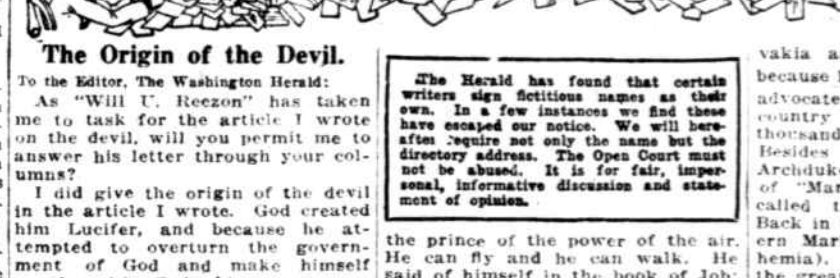 The Origin of the Devil.
To the Editor, The Washington Herald:
As "Will U. Reezon" has taken
me to task for the article I wrote
on the devil, will you permit me to
answer his letter through your col-
umns?
I did give the origin of the devil
in the article I wrote. God created
him Lucifer, and because he at-
tempted to overturn the govern-
ment of God and make himself
The Herald has found that certain
writers sign fictitious names as their
own. In a few instances we find these
have escaped our notice. We will here-
after require not only the name but the
directory address. The Open Court must
not be abused. It is for fair, imper-
sonal, informative discussion and state-
ment of opinion.
the prince of the power of the air.
He can fly and he can walk. He
said of himself in the book of Job:
vakia a
because
advocat
country
thousand
Besides
Archduk
of "Mar
called t
Back in
ern Mar
hemia).